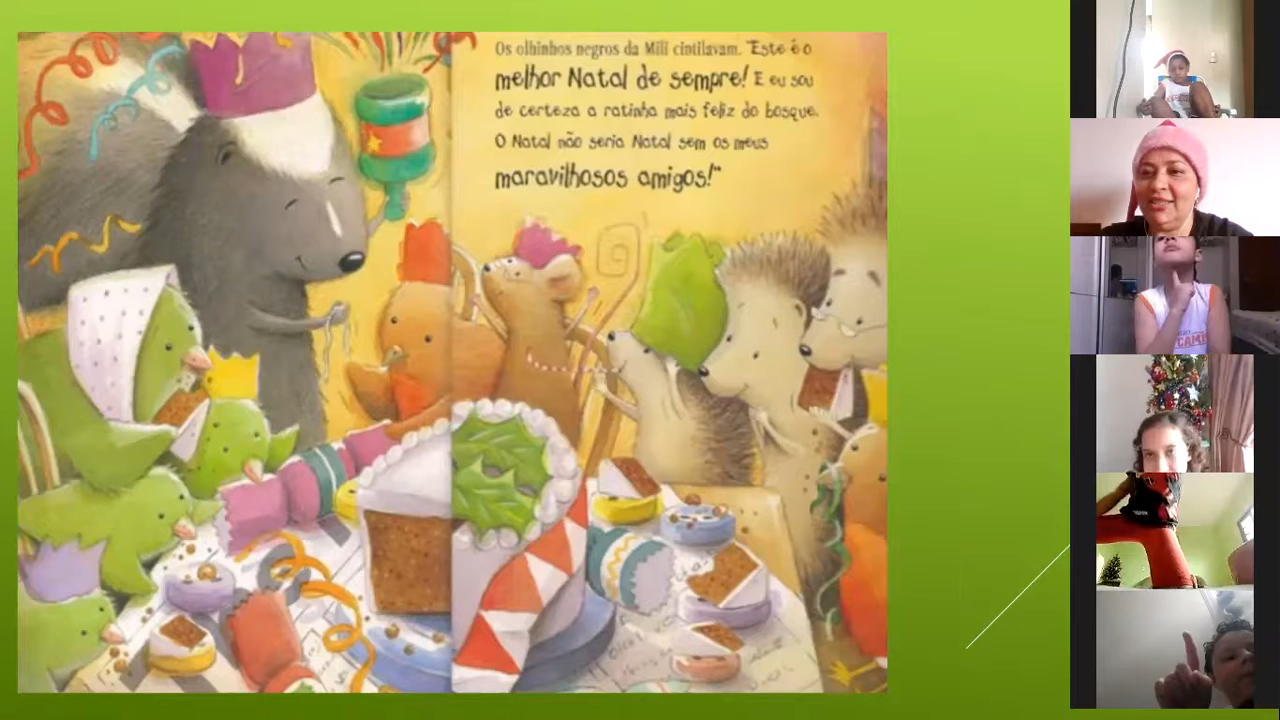 Os olhinhos negros da Mili cintilavam. "Este é o
melhor Natal de sempre! E eu sou
de certeza a ratinha mais feliz do bosque.
O Natal não seria Natal sem os meus
maravilhosos amigos!"